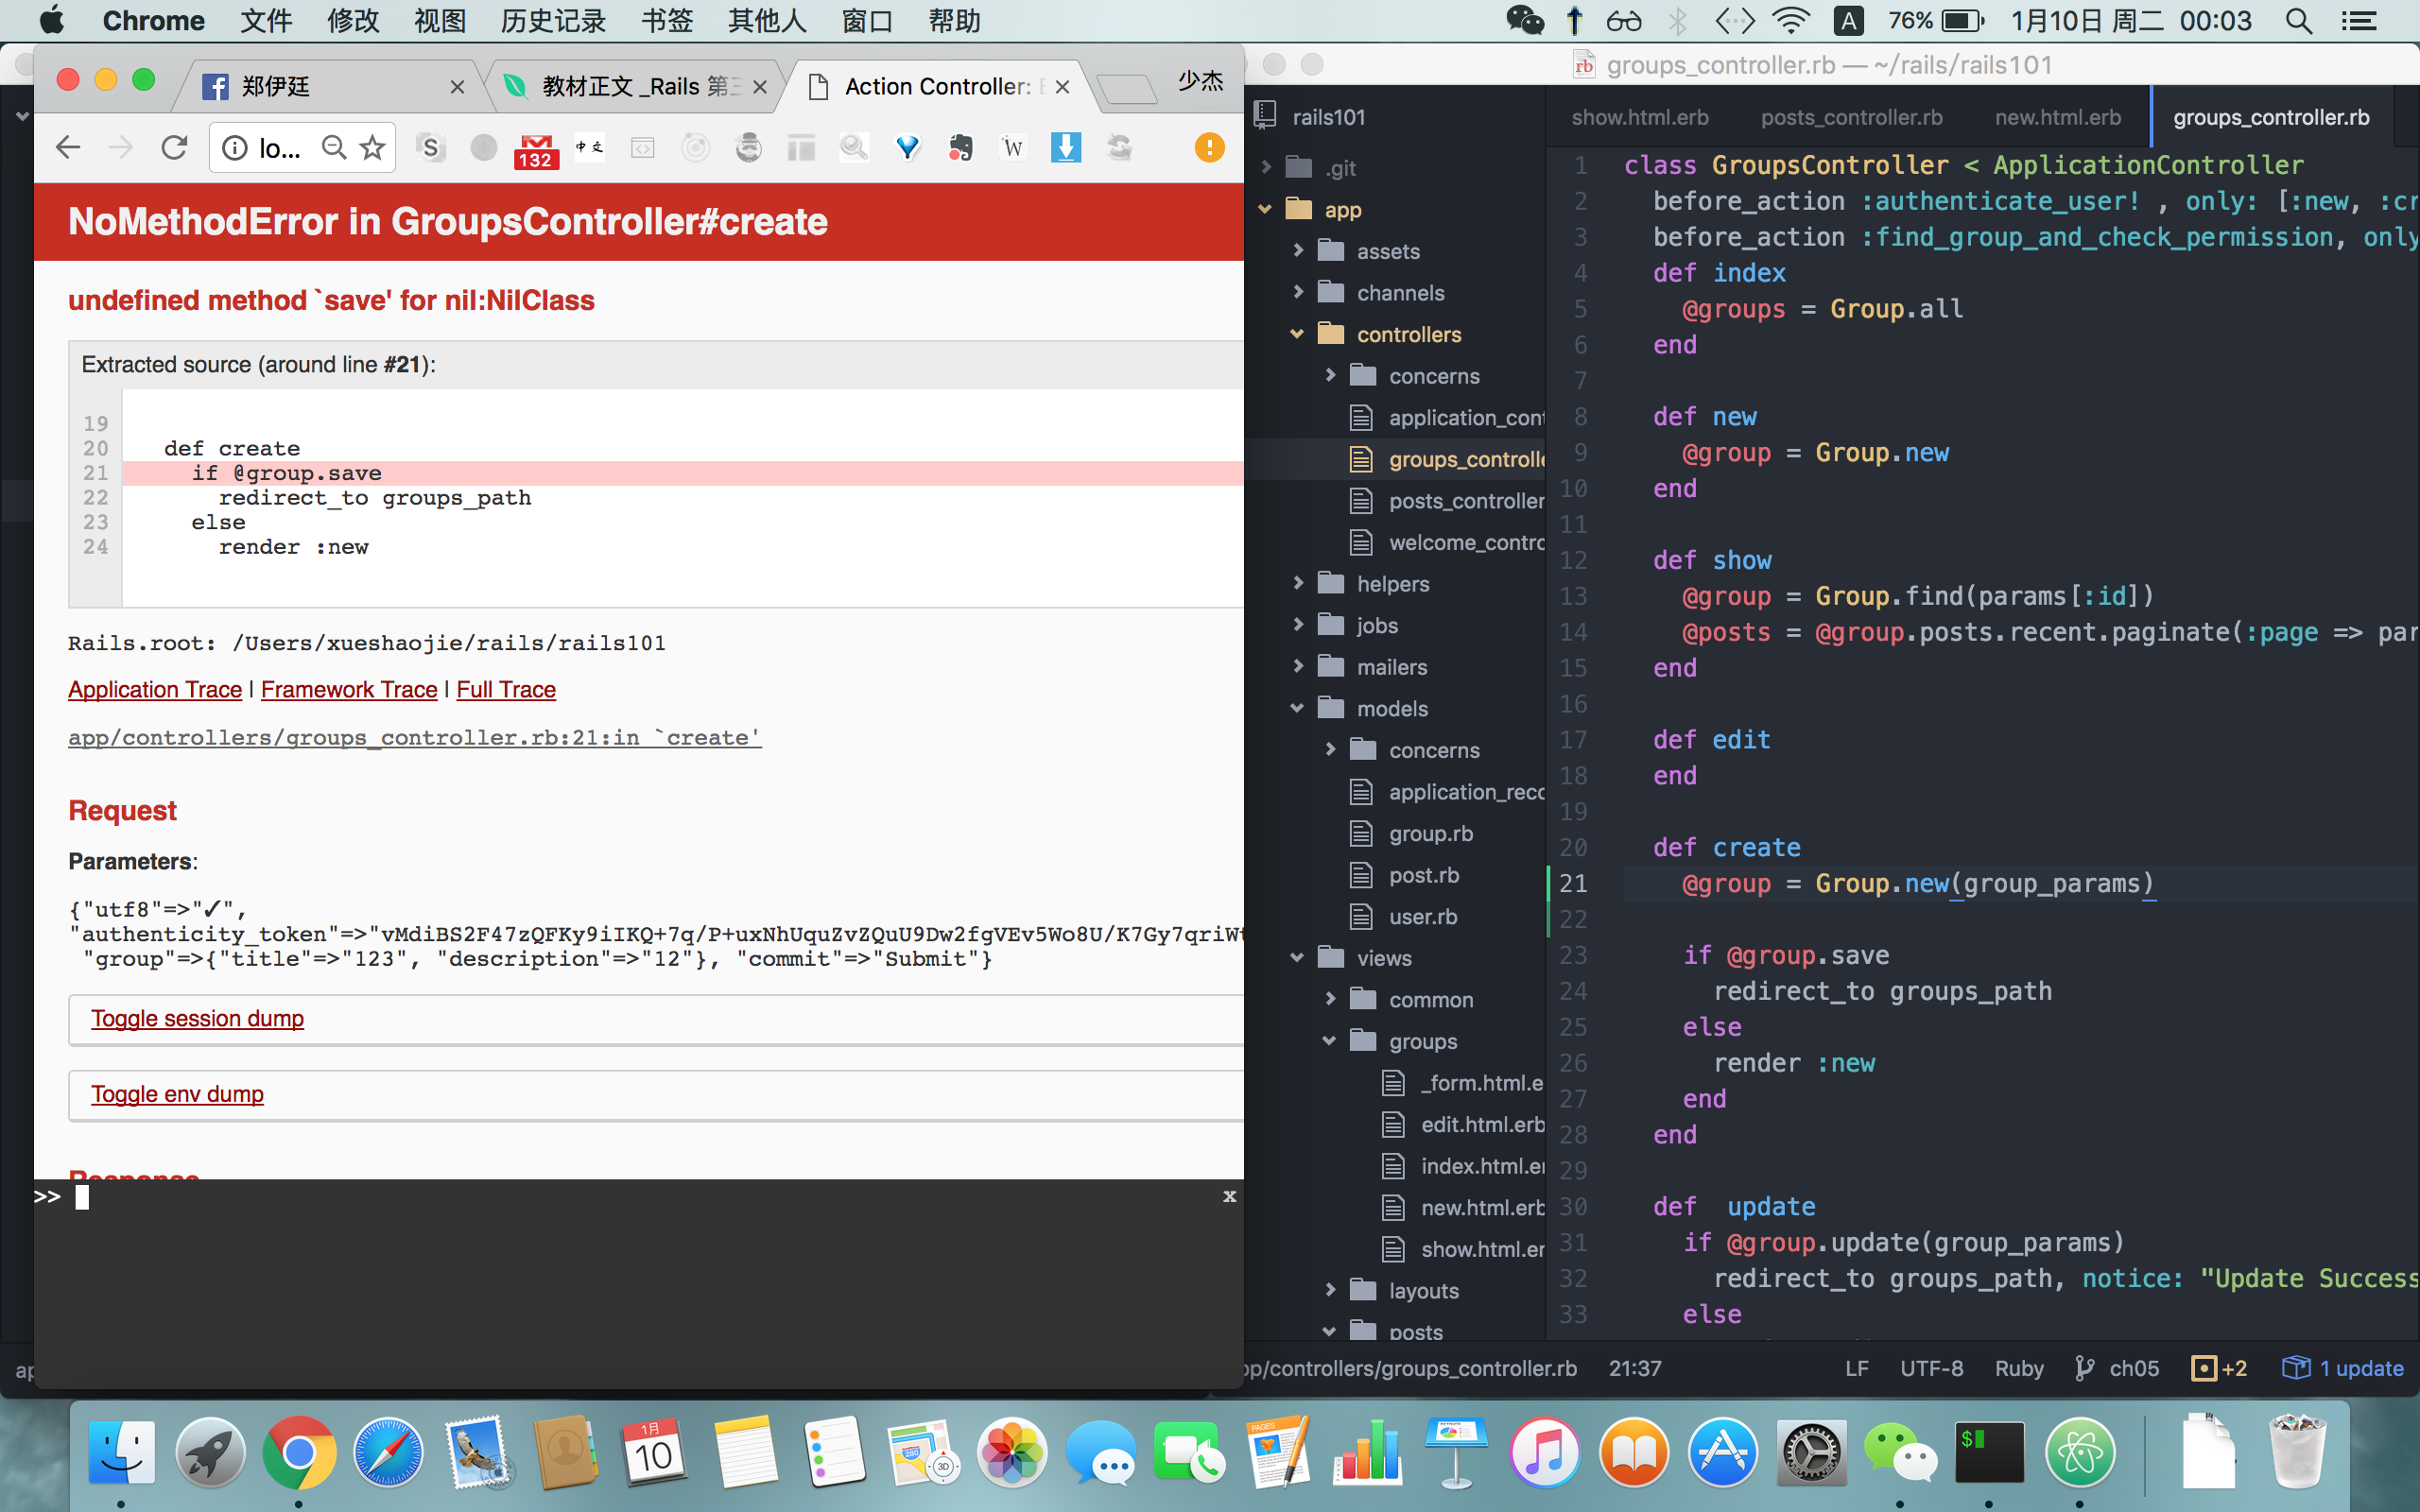 Chrome 文件 修改 视图 历史记录 书签 其他人 窗口 帮助
A 76% 1月10日 周二 00:03
郑伊廷
教材正文_Rails 第三
Action Controller: E
少杰
lo...
132
中文
W
NoMethodError in GroupsController#create
undefined method `save' for nil:NilClass
Extracted source (around line #21):
19
20 def create
21 if @group.save
22 redirect_to groups_path
23 else
24 render :new
Rails.root: /Users/xueshaojie/rails/rails101
Application Trace | Framework Trace | Full Trace
app/controllers/groups_controller.rb:21:in `create'
Request
Parameters:
{"utf8"=>"✓",
"authenticity_token"=>"vMdiBS2F47zQFKy9iIKQ+7q/P+uxNhUquZvZQuU9Dw2fgVEv5Wo8U/K7Gy7qriWt
"group"=>{"title"=>"123", "description"=>"12"}, "commit"=>"Submit"}
Toggle session dump
Toggle env dump
Response
>>
x
groups_controller.rb — ~/rails/rails101
rails101
.git
app
assets
channels
controllers
concerns
application_cont
groups_controlle
posts_controller
welcome_contro
helpers
jobs
mailers
models
concerns
application_reco
group.rb
post.rb
user.rb
views
common
groups
_form.html.e
edit.html.erb
index.html.er
new.html.erb
show.html.er
layouts
posts
show.html.erb posts_controller.rb new.html.erb groups_controller.rb
1 class GroupsController < ApplicationController
2 before_action :authenticate_user! , only: [:new, :cr
3 before_action :find_group_and_check_permission, only
4 def index
5 @groups = Group.all
6 end
7
8 def new
9 @group = Group.new
10 end
11
12 def show
13 @group = Group.find(params[:id])
14 @posts = @group.posts.recent.paginate(:page => par
15 end
16
17 def edit
18 end
19
20 def create
21 @group = Group.new(group_params)
22
23 if @group.save
24 redirect_to groups_path
25 else
26 render :new
27 end
28 end
29
30 def update
31 if @group.update(group_params)
32 redirect_to groups_path, notice: "Update Success
33 else
ap
pp/controllers/groups_controller.rb 21:37 LF UTF-8 Ruby ch05 +2 1 update
1月
10
280
3D
PAGES
$